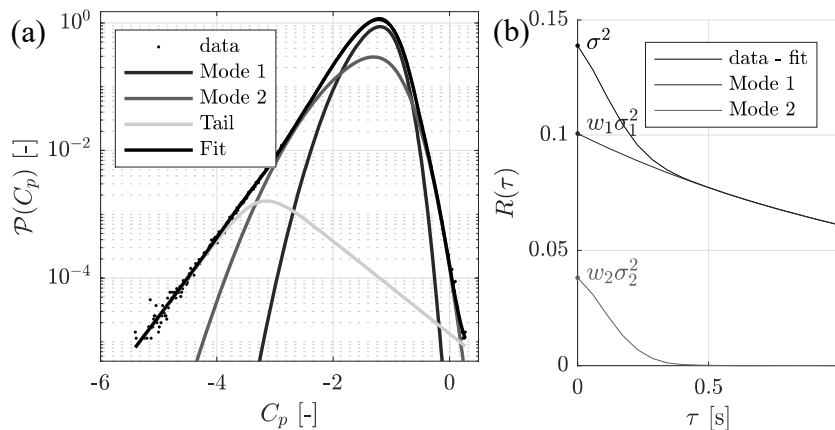 (a)
10^0
10^-2
10^-4
P(C_p) [-]
data
Mode 1
Mode 2
Tail
Fit
-6
-4
-2
0
C_p [-]
(b)
0.15
0.1
0.05
0
R(τ)
σ^2
w_1σ_1^2
w_2σ_2^2
data - fit
Mode 1
Mode 2
0
0.5
τ [s]